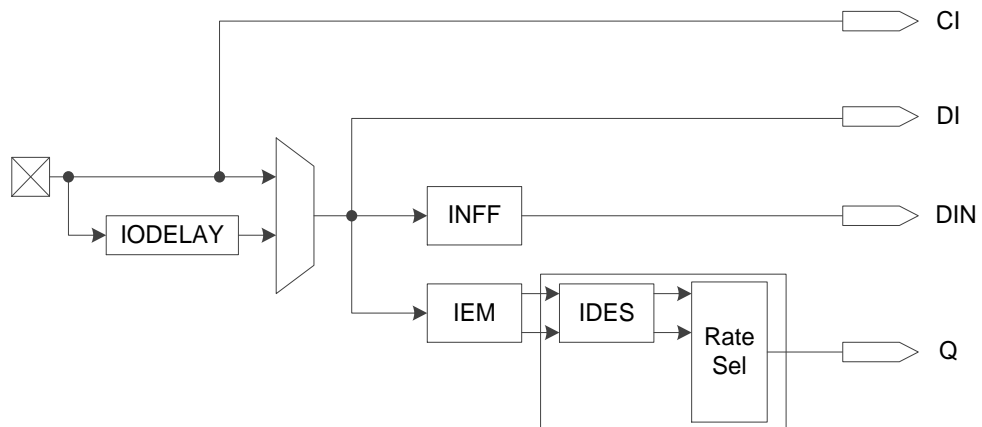 CI
DI
INFF
DIN
IODELAY
IEM
IDES
Rate
Sel
Q